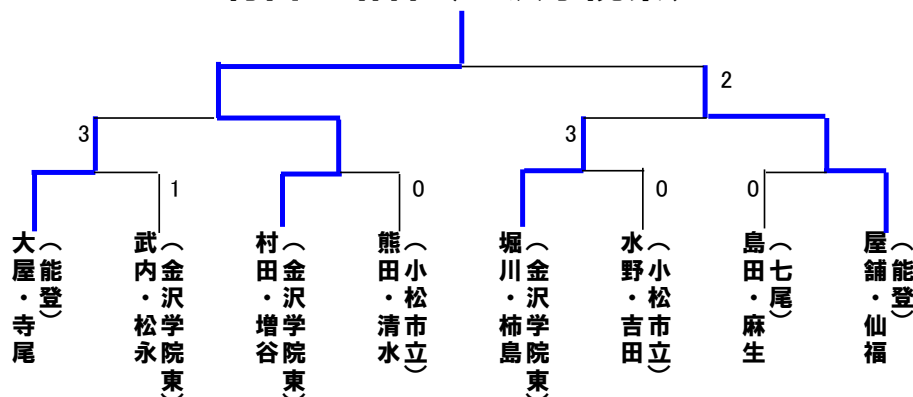 2
3
3
1
0
0
0
大屋・寺尾
（能登）
武内・松永
（金沢学院東）
村田・増谷
（金沢学院東）
熊田・清水
（小松市立）
堀川・柿島
（金沢学院東）
水野・吉田
（小松市立）
島田・麻生
（七尾）
屋舗・仙福
（能登）